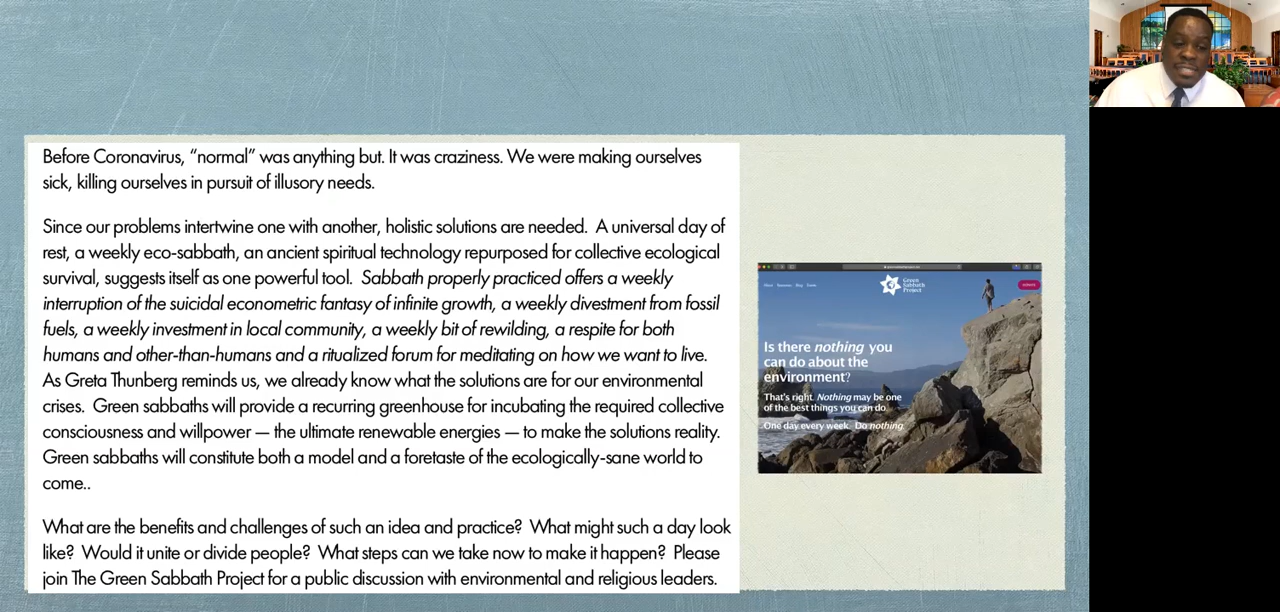 Before Coronavirus, “normal” was anything but. It was craziness. We were making ourselves
sick, killing ourselves in pursuit of illusory needs.
Since our problems intertwine one with another, holistic solutions are needed.  A universal day of
rest, a weekly eco-sabbath, an ancient spiritual technology repurposed for collective ecological
survival, suggests itself as one powerful tool.  Sabbath properly practiced offers a weekly
interruption of the suicidal econometric fantasy of infinite growth, a weekly divestment from fossil
fuels, a weekly investment in local community, a weekly bit of rewilding, a respite for both
humans and other-than-humans and a ritualized forum for meditating on how we want to live.
As Greta Thunberg reminds us, we already know what the solutions are for our environmental
crises.  Green sabbaths will provide a recurring greenhouse for incubating the required collective
consciousness and willpower — the ultimate renewable energies — to make the solutions reality.
Green sabbaths will constitute both a model and a foretaste of the ecologically-sane world to
come..
What are the benefits and challenges of such an idea and practice?  What might such a day look
like?  Would it unite or divide people?  What steps can we take now to make it happen?  Please
join The Green Sabbath Project for a public discussion with environmental and religious leaders.
Green
Sabbath
Project
Is there nothing you
can do about the
environment?
That's right. Nothing may be one
of the best things you can do.
One day every week. Do nothing.